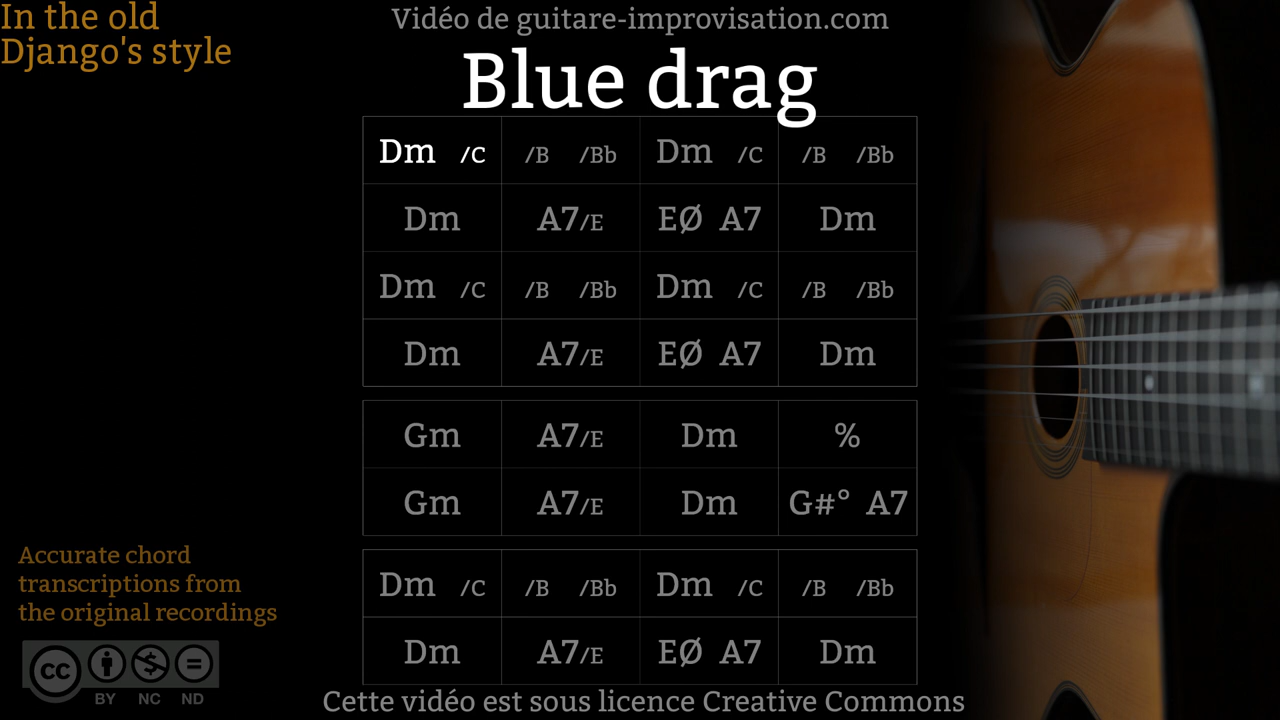 In the old
Django's style
Vidéo de guitare-improvisation.com
Blue drag
Dm /C /B /Bb Dm /C /B /Bb
Dm A7/E EØ A7 Dm
Dm /C /B /Bb Dm /C /B /Bb
Dm A7/E EØ A7 Dm
Gm A7/E Dm %
Gm A7/E Dm G#° A7
Dm /C /B /Bb Dm /C /B /Bb
Dm A7/E EØ A7 Dm
Accurate chord
transcriptions from
the original recordings
cc
BY NC ND
Cette vidéo est sous licence Creative Commons